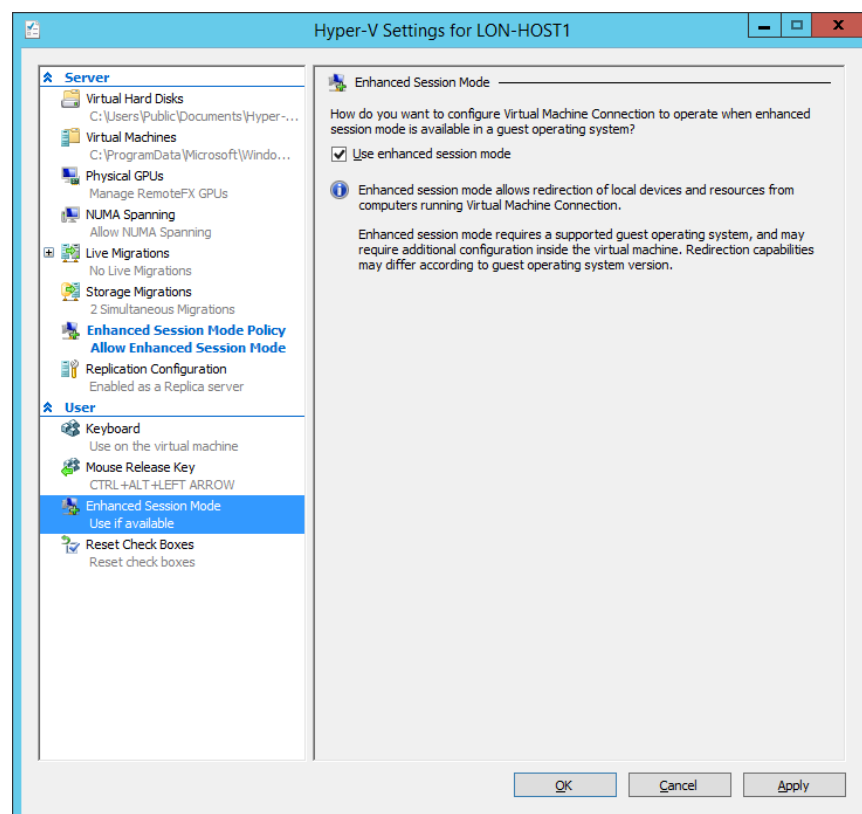 Hyper-V Settings for LON-HOST1
Server
Virtual Hard Disks
C:\Users\Public\Documents\Hyper-...
Virtual Machines
C:\ProgramData\Microsoft\Windo...
Physical GPUs
Manage RemoteFX GPUs
NUMA Spanning
Allow NUMA Spanning
Live Migrations
No Live Migrations
Storage Migrations
2 Simultaneous Migrations
Enhanced Session Mode Policy
Allow Enhanced Session Mode
Replication Configuration
Enabled as a Replica server
User
Keyboard
Use on the virtual machine
Mouse Release Key
CTRL+ALT+LEFT ARROW
Enhanced Session Mode
Use if available
Reset Check Boxes
Reset check boxes
Enhanced Session Mode
How do you want to configure Virtual Machine Connection to operate when enhanced
session mode is available in a guest operating system?
Use enhanced session mode
Enhanced session mode allows redirection of local devices and resources from
computers running Virtual Machine Connection.
Enhanced session mode requires a supported guest operating system, and may
require additional configuration inside the virtual machine. Redirection capabilities
may differ according to guest operating system version.
OK
Cancel
Apply